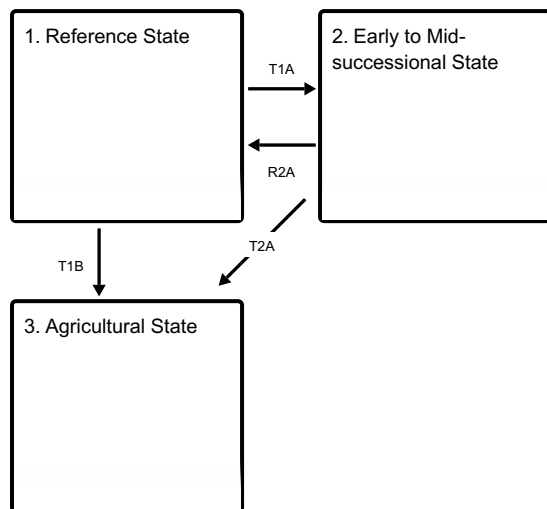 1. Reference State
2. Early to Mid-
successional State
T1A
R2A
T2A
T1B
3. Agricultural State